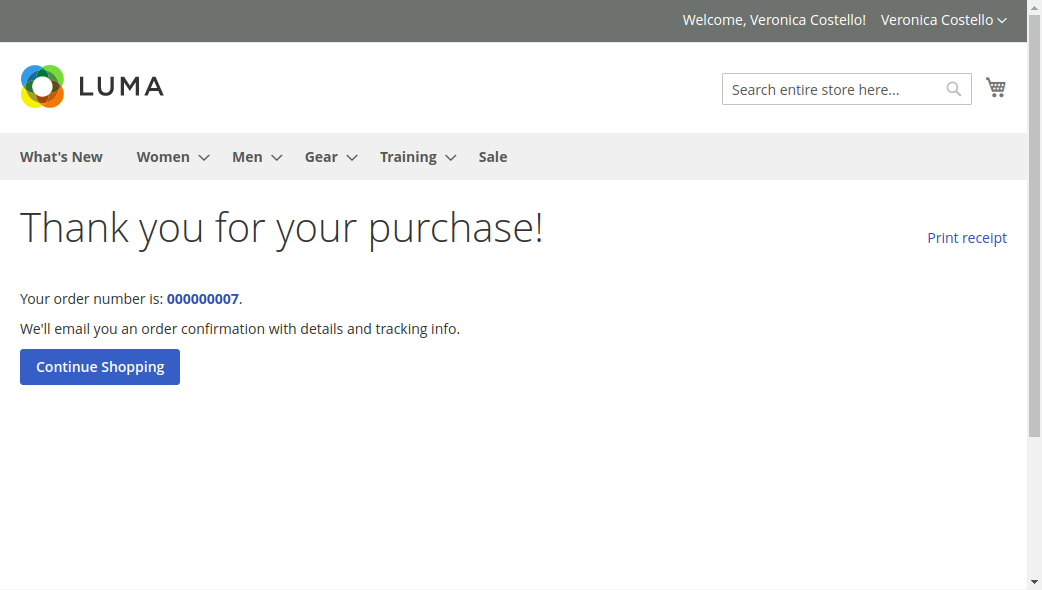 Welcome, Veronica Costello! Veronica Costello
LUMA
Search entire store here...
What's New Women Men Gear Training Sale
Thank you for your purchase!
Print receipt
Your order number is: 000000007.
We'll email you an order confirmation with details and tracking info.
Continue Shopping